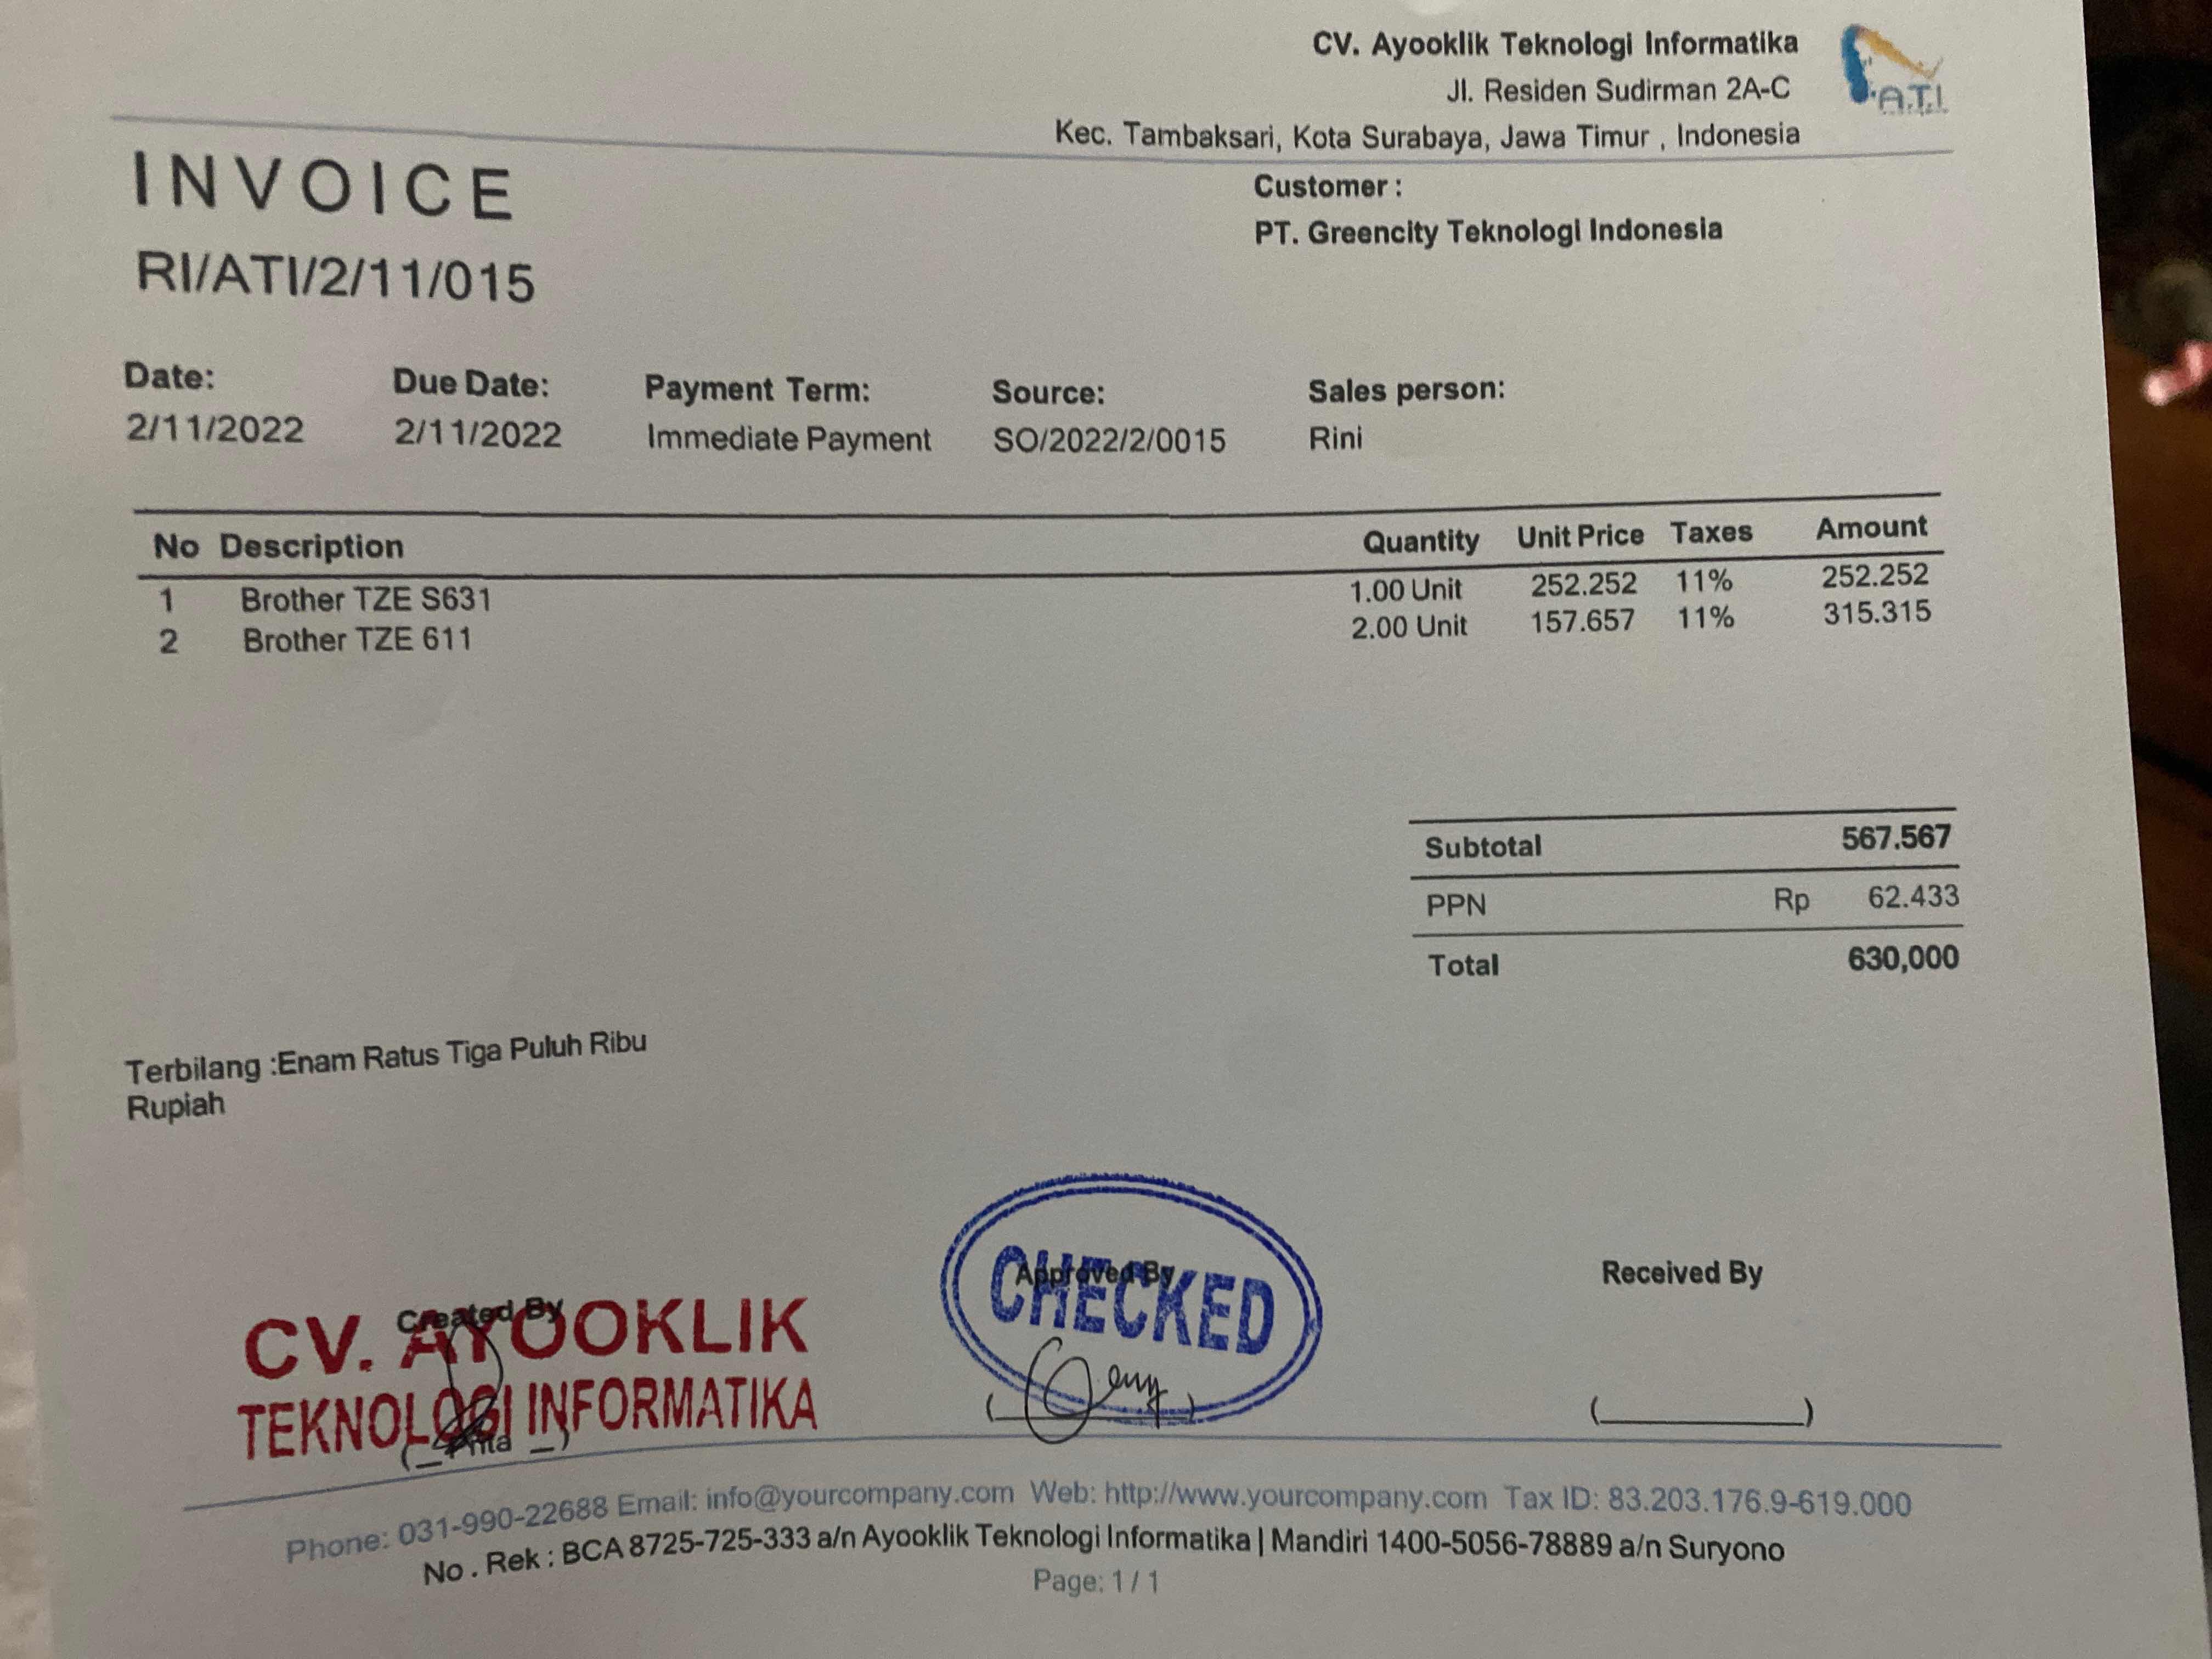 CV. Ayooklik Teknologi Informatika
Jl. Residen Sudirman 2A-C
Kec. Tambaksari, Kota Surabaya, Jawa Timur , Indonesia
A.T.I.
INVOICE
RI/ATI/2/11/015
Customer :
PT. Greencity Teknologi Indonesia
Date: Due Date: Payment Term: Source: Sales person:
2/11/2022 2/11/2022 Immediate Payment SO/2022/2/0015 Rini
No Description Quantity Unit Price Taxes Amount
1 Brother TZE S631 1.00 Unit 252.252 11% 252.252
2 Brother TZE 611 2.00 Unit 157.657 11% 315.315
Subtotal 567.567
PPN Rp 62.433
Total 630,000
Terbilang :Enam Ratus Tiga Puluh Ribu
Rupiah
Created By Approved By Received By
CV. AYOOKLIK
TEKNOLOGI INFORMATIKA
CHECKED
Phone: 031-990-22688 Email: info@yourcompany.com Web: http://www.yourcompany.com Tax ID: 83.203.176.9-619.000
No . Rek : BCA 8725-725-333 a/n Ayooklik Teknologi Informatika | Mandiri 1400-5056-78889 a/n Suryono
Page: 1 / 1